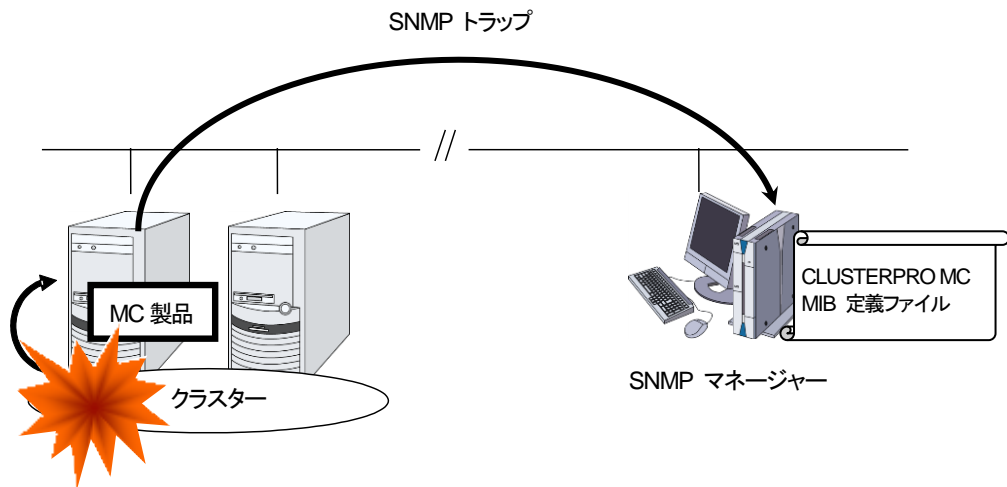 SNMP トラップ
MC 製品
クラスター
CLUSTERPRO MC
MIB 定義ファイル
SNMP マネージャー